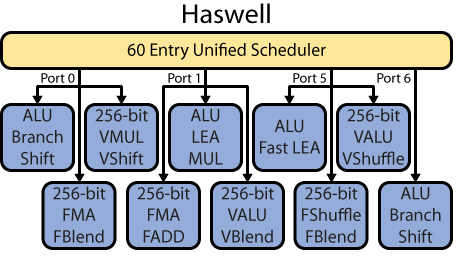 Haswell
60 Entry Unified Scheduler
Port 0
Port 1
Port 5
Port 6
ALU
Branch
Shift
256-bit
VMUL
VShift
ALU
LEA
MUL
ALU
Fast LEA
256-bit
VALU
VShuffle
256-bit
FMA
FBlend
256-bit
FMA
FADD
256-bit
VALU
VBlend
256-bit
FShuffle
FBlend
ALU
Branch
Shift